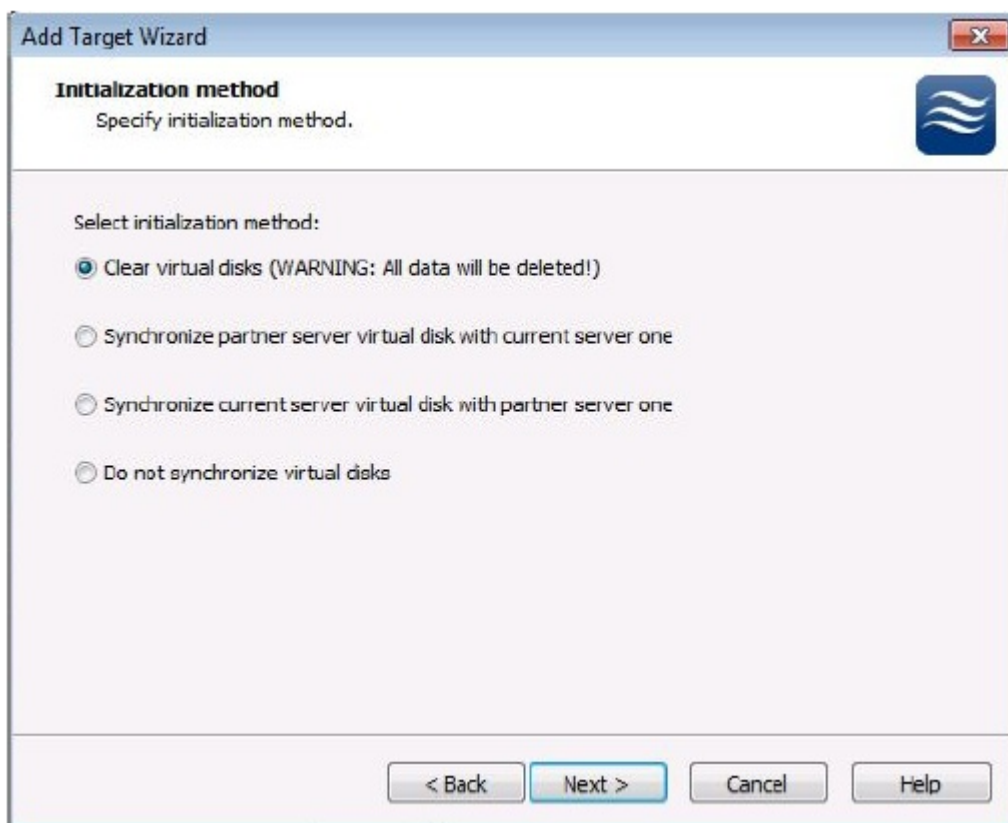 Add Target Wizard
Initialization method
Specify initialization method.
Select initialization method:
Clear virtual disks (WARNING: All data will be deleted!)
Synchronize partner server virtual disk with current server one
Synchronize current server virtual disk with partner server one
Do not synchronize virtual disks
< Back Next > Cancel Help